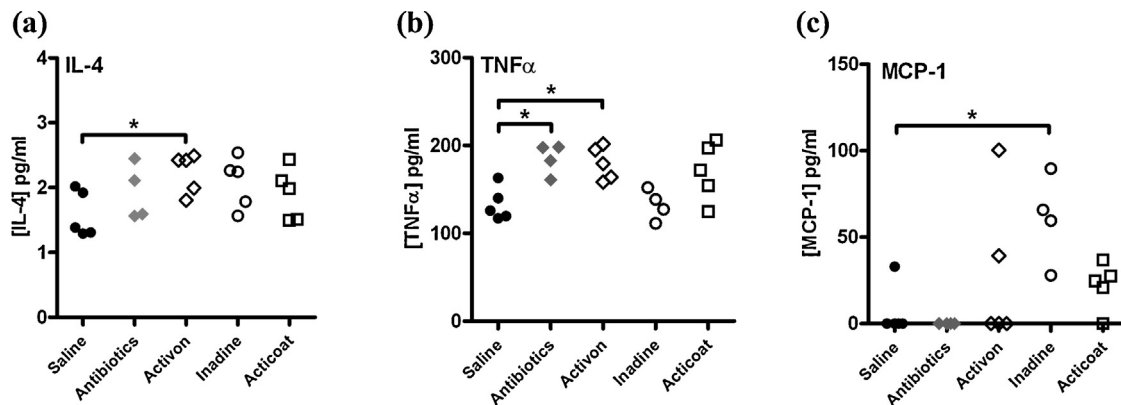 (a)
IL-4
[IL-4] pg/ml
4
3
2
1
0
*
Saline
Antibiotics
Activon
Inadine
Acticoat
(b)
TNFα
[TNFα] pg/ml
300
200
100
0
*
*
Saline
Antibiotics
Activon
Inadine
Acticoat
(c)
MCP-1
[MCP-1] pg/ml
150
100
50
0
*
Saline
Antibiotics
Activon
Inadine
Acticoat